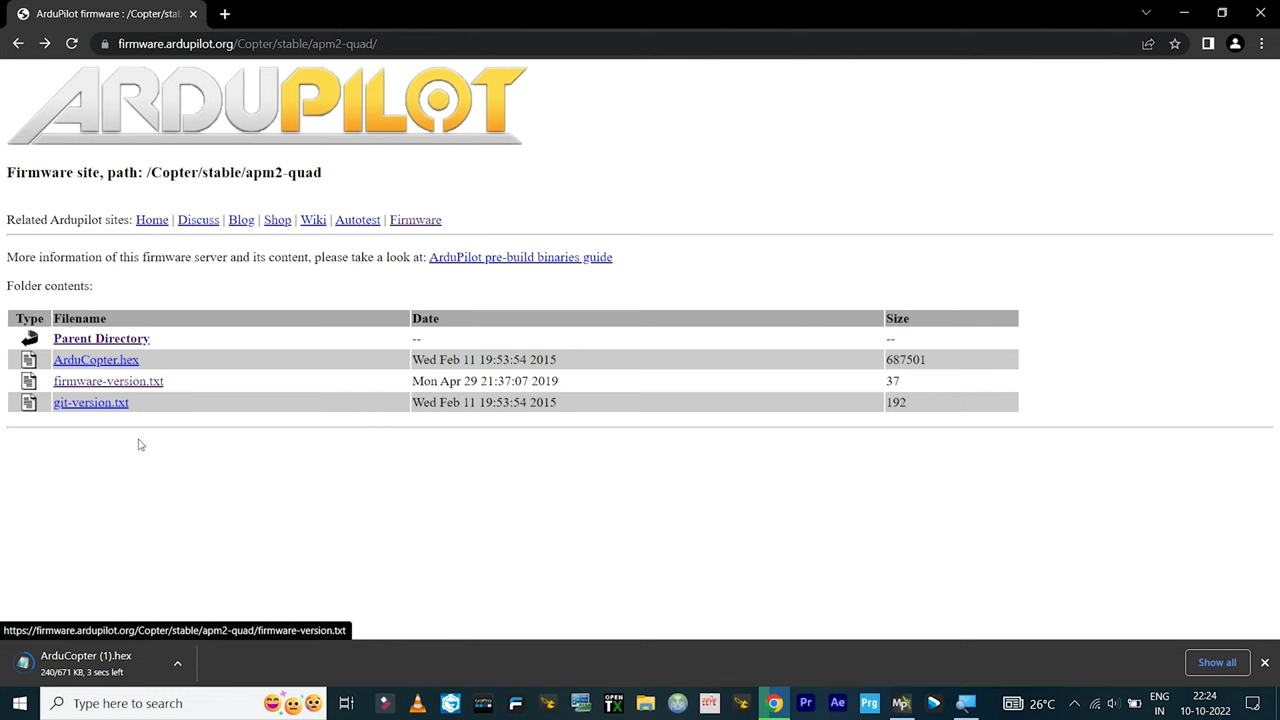 ArduPilot firmware : /Copter/stab
firmware.ardupilot.org/Copter/stable/apm2-quad/
ARDUPILOT
Firmware site, path: /Copter/stable/apm2-quad
Related Ardupilot sites: Home | Discuss | Blog | Shop | Wiki | Autotest | Firmware
More information of this firmware server and its content, please take a look at: ArduPilot pre-build binaries guide
Folder contents:
Type Filename Date Size
Parent Directory -- --
ArduCopter.hex Wed Feb 11 19:53:54 2015 687501
firmware-version.txt Mon Apr 29 21:37:07 2019 37
git-version.txt Wed Feb 11 19:53:54 2015 192
https://firmware.ardupilot.org/Copter/stable/apm2-quad/firmware-version.txt
ArduCopter (1).hex
240/671 KB, 3 secs left
Show all
Type here to search
OPEN
TX
Pr
Ae
Prg
Mp
26°C
ENG
IN
22:24
10-10-2022